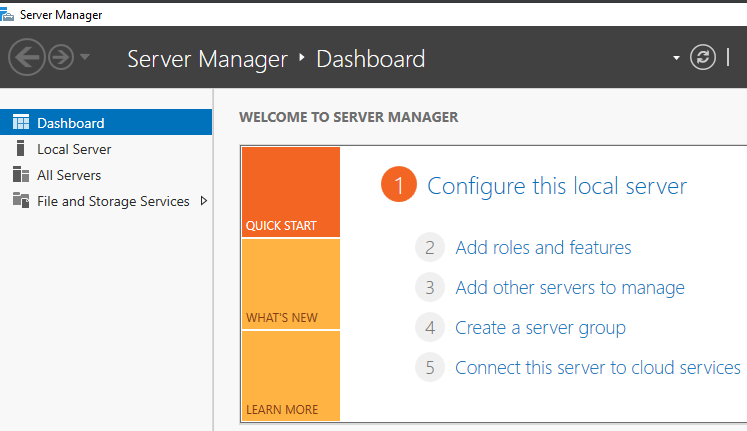 Server Manager
Server Manager ‣ Dashboard
Dashboard
Local Server
All Servers
File and Storage Services
WELCOME TO SERVER MANAGER
QUICK START
WHAT'S NEW
LEARN MORE
1 Configure this local server
2 Add roles and features
3 Add other servers to manage
4 Create a server group
5 Connect this server to cloud services